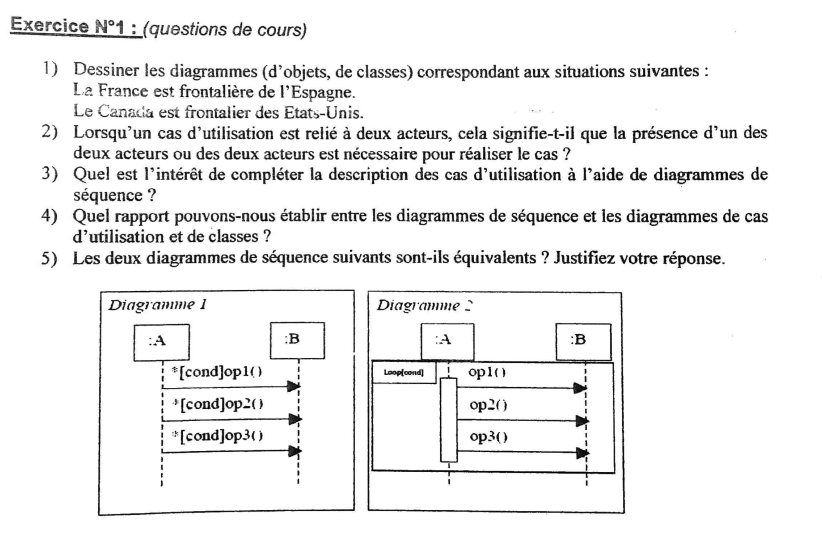 Exercice N°1 : (questions de cours)
1) Dessiner les diagrammes (d'objets, de classes) correspondant aux situations suivantes :
La France est frontalière de l'Espagne.
Le Canada est frontalier des Etats-Unis.
2) Lorsqu'un cas d'utilisation est relié à deux acteurs, cela signifie-t-il que la présence d'un des
deux acteurs ou des deux acteurs est nécessaire pour réaliser le cas ?
3) Quel est l'intérêt de compléter la description des cas d'utilisation à l'aide de diagrammes de
séquence ?
4) Quel rapport pouvons-nous établir entre les diagrammes de séquence et les diagrammes de cas
d'utilisation et de classes ?
5) Les deux diagrammes de séquence suivants sont-ils équivalents ? Justifiez votre réponse.
Diagramme 1
:A
:B
*[cond]op1()
*[cond]op2()
*[cond]op3()
Diagramme 2
:A
:B
Loop[cond]
op1()
op2()
op3()